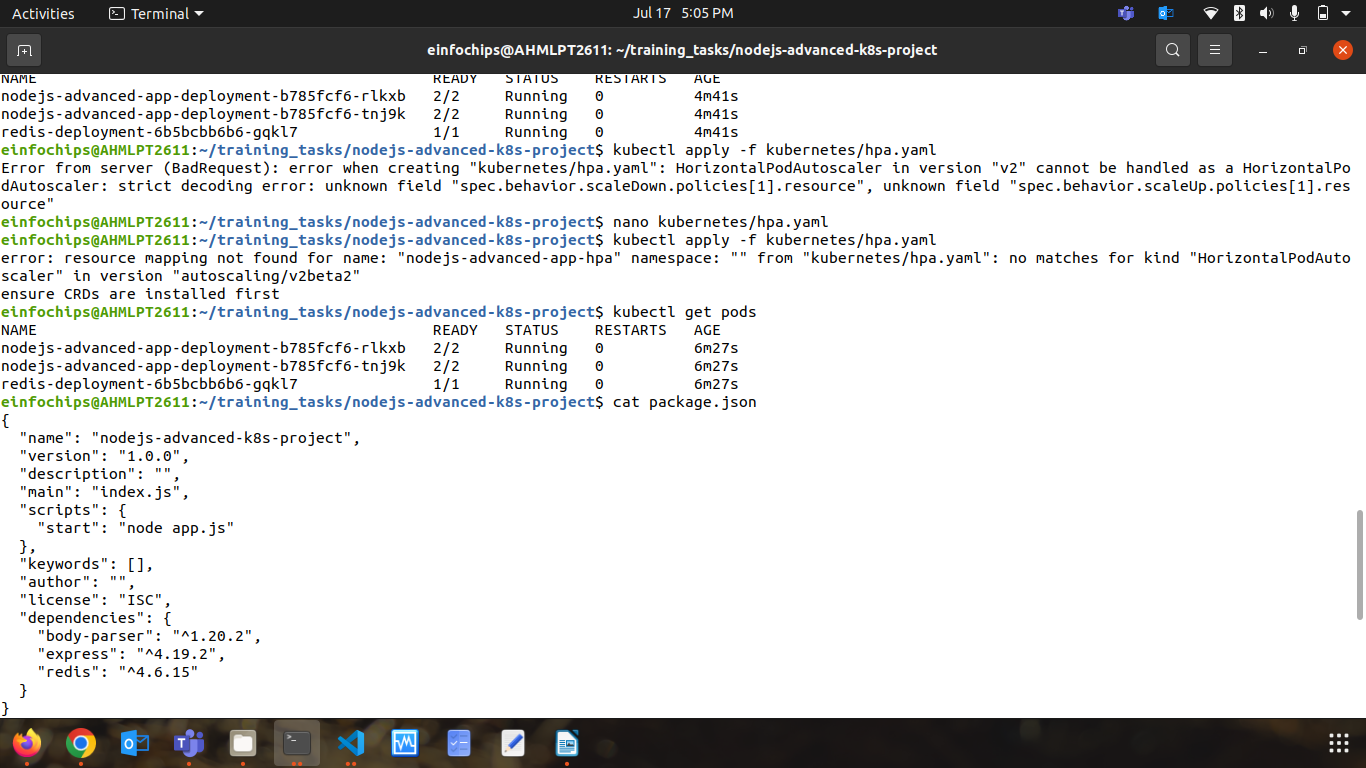 Activities
Terminal
Jul 17 5:05 PM
einfochips@AHMLPT2611: ~/training_tasks/nodejs-advanced-k8s-project
NAME READY STATUS RESTARTS AGE
nodejs-advanced-app-deployment-b785fcf6-rlkxb 2/2 Running 0 4m41s
nodejs-advanced-app-deployment-b785fcf6-tnj9k 2/2 Running 0 4m41s
redis-deployment-6b5bcbb6b6-gqkl7 1/1 Running 0 4m41s
einfochips@AHMLPT2611:~/training_tasks/nodejs-advanced-k8s-project$ kubectl apply -f kubernetes/hpa.yaml
Error from server (BadRequest): error when creating "kubernetes/hpa.yaml": HorizontalPodAutoscaler in version "v2" cannot be handled as a HorizontalPo
dAutoscaler: strict decoding error: unknown field "spec.behavior.scaleDown.policies[1].resource", unknown field "spec.behavior.scaleUp.policies[1].res
ource"
einfochips@AHMLPT2611:~/training_tasks/nodejs-advanced-k8s-project$ nano kubernetes/hpa.yaml
einfochips@AHMLPT2611:~/training_tasks/nodejs-advanced-k8s-project$ kubectl apply -f kubernetes/hpa.yaml
error: resource mapping not found for name: "nodejs-advanced-app-hpa" namespace: "" from "kubernetes/hpa.yaml": no matches for kind "HorizontalPodAuto
scaler" in version "autoscaling/v2beta2"
ensure CRDs are installed first
einfochips@AHMLPT2611:~/training_tasks/nodejs-advanced-k8s-project$ kubectl get pods
NAME READY STATUS RESTARTS AGE
nodejs-advanced-app-deployment-b785fcf6-rlkxb 2/2 Running 0 6m27s
nodejs-advanced-app-deployment-b785fcf6-tnj9k 2/2 Running 0 6m27s
redis-deployment-6b5bcbb6b6-gqkl7 1/1 Running 0 6m27s
einfochips@AHMLPT2611:~/training_tasks/nodejs-advanced-k8s-project$ cat package.json
{
  "name": "nodejs-advanced-k8s-project",
  "version": "1.0.0",
  "description": "",
  "main": "index.js",
  "scripts": {
    "start": "node app.js"
  },
  "keywords": [],
  "author": "",
  "license": "ISC",
  "dependencies": {
    "body-parser": "^1.20.2",
    "express": "^4.19.2",
    "redis": "^4.6.15"
  }
}